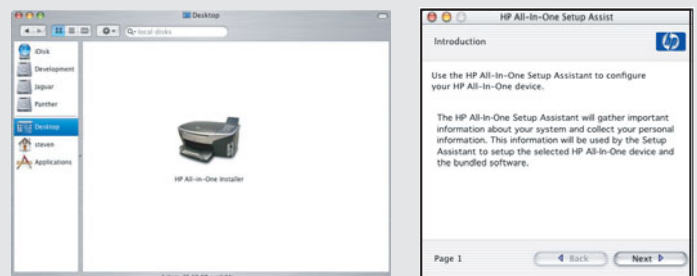 Desktop
Q▾ local disks
iDisk
Development
Jaguar
Panther
Desktop
steven
Applications
HP All-in-One Installer
HP All-In-One Setup Assist
Introduction
hp
Use the HP All-In-One Setup Assistant to configure
your HP All-In-One device.
The HP All-In-One Setup Assistant will gather important
information about your system and collect your personal
information. This information will be used by the Setup
Assistant to setup the selected HP All-In-One device and
the bundled software.
Page 1
Back
Next